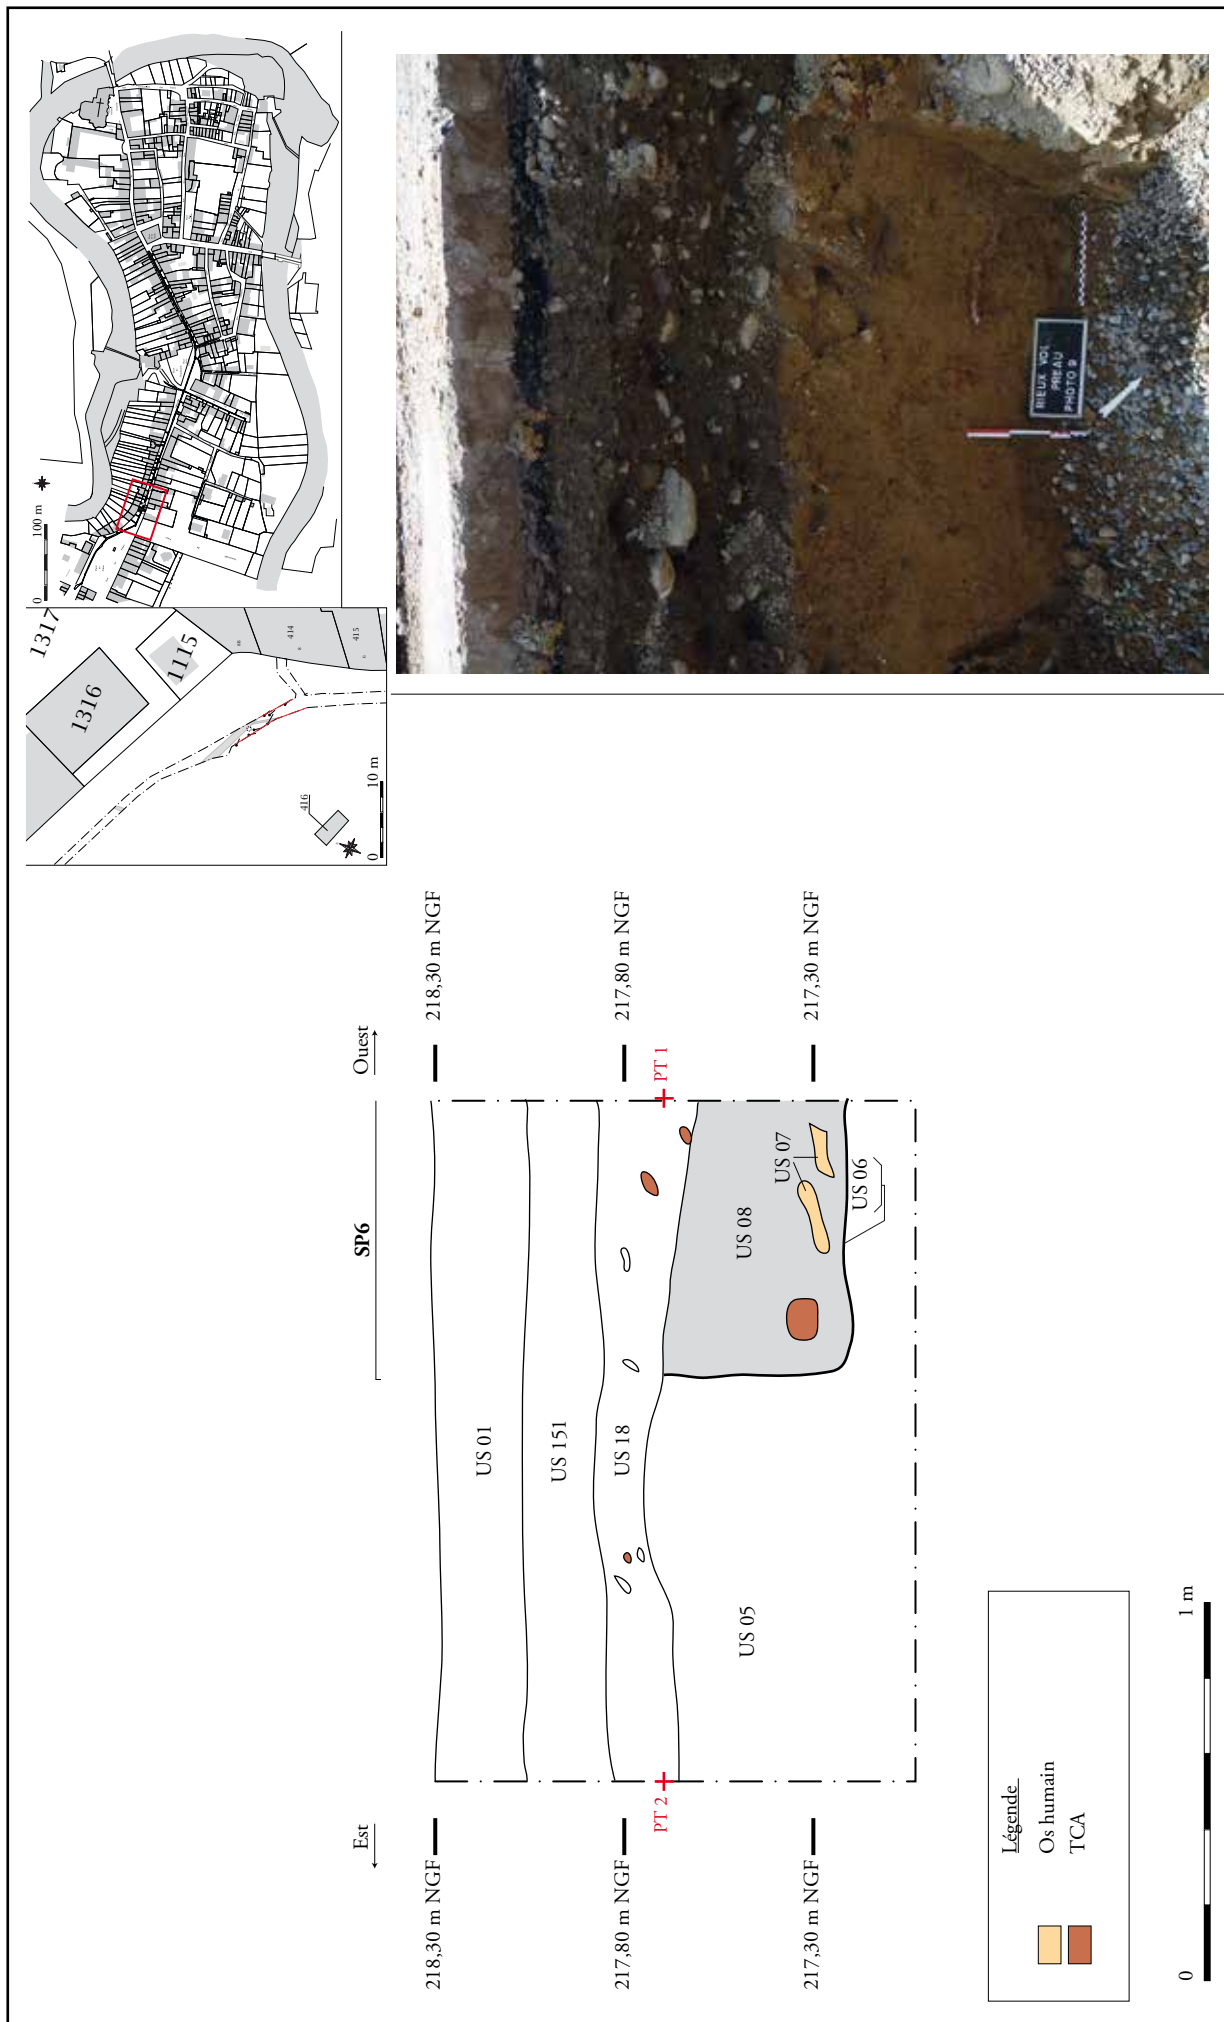 Est
SP6
Ouest
218,30 m NGF
218,30 m NGF
US 01
US 151
217,80 m NGF
217,80 m NGF
US 18
PT 2
PT 1
US 05
US 08
US 07
217,30 m NGF
217,30 m NGF
US 06
Légende
Os humain
TCA
0
1 m
1317
1316
1115
414
415
416
0
10 m
0
100 m
RIEUX VOL
PREAU
PHOTO 9